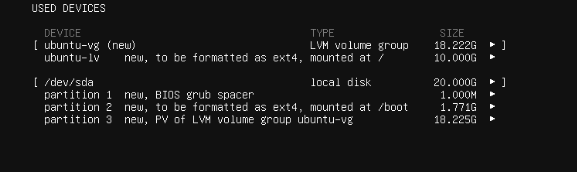 USED DEVICES
DEVICE TYPE SIZE
[ ubuntu-vg (new) LVM volume group 18.222G ▸ ]
ubuntu-lv new, to be formatted as ext4, mounted at / 10.000G ▸
[ /dev/sda local disk 20.000G ▸ ]
partition 1 new, BIOS grub spacer 1.000M ▸
partition 2 new, to be formatted as ext4, mounted at /boot 1.771G ▸
partition 3 new, PV of LVM volume group ubuntu-vg 18.225G ▸